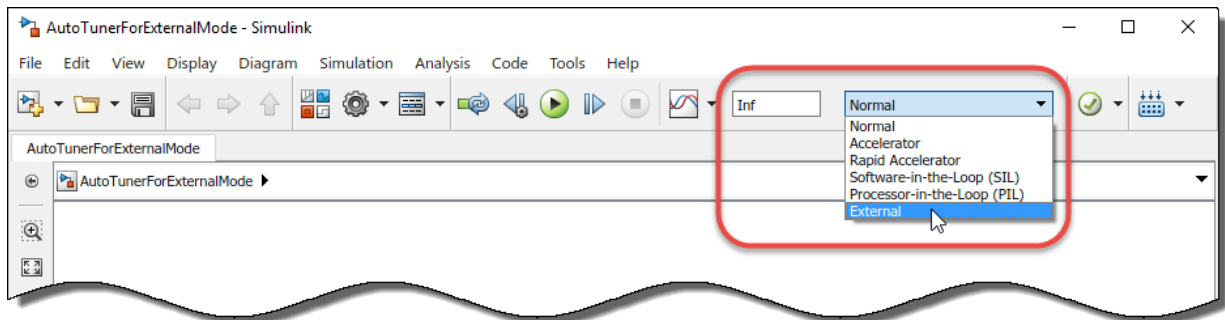 AutoTunerForExternalMode - Simulink
File Edit View Display Diagram Simulation Analysis Code Tools Help
Inf Normal
Normal
Accelerator
Rapid Accelerator
Software-in-the-Loop (SIL)
Processor-in-the-Loop (PIL)
External
AutoTunerForExternalMode
AutoTunerForExternalMode